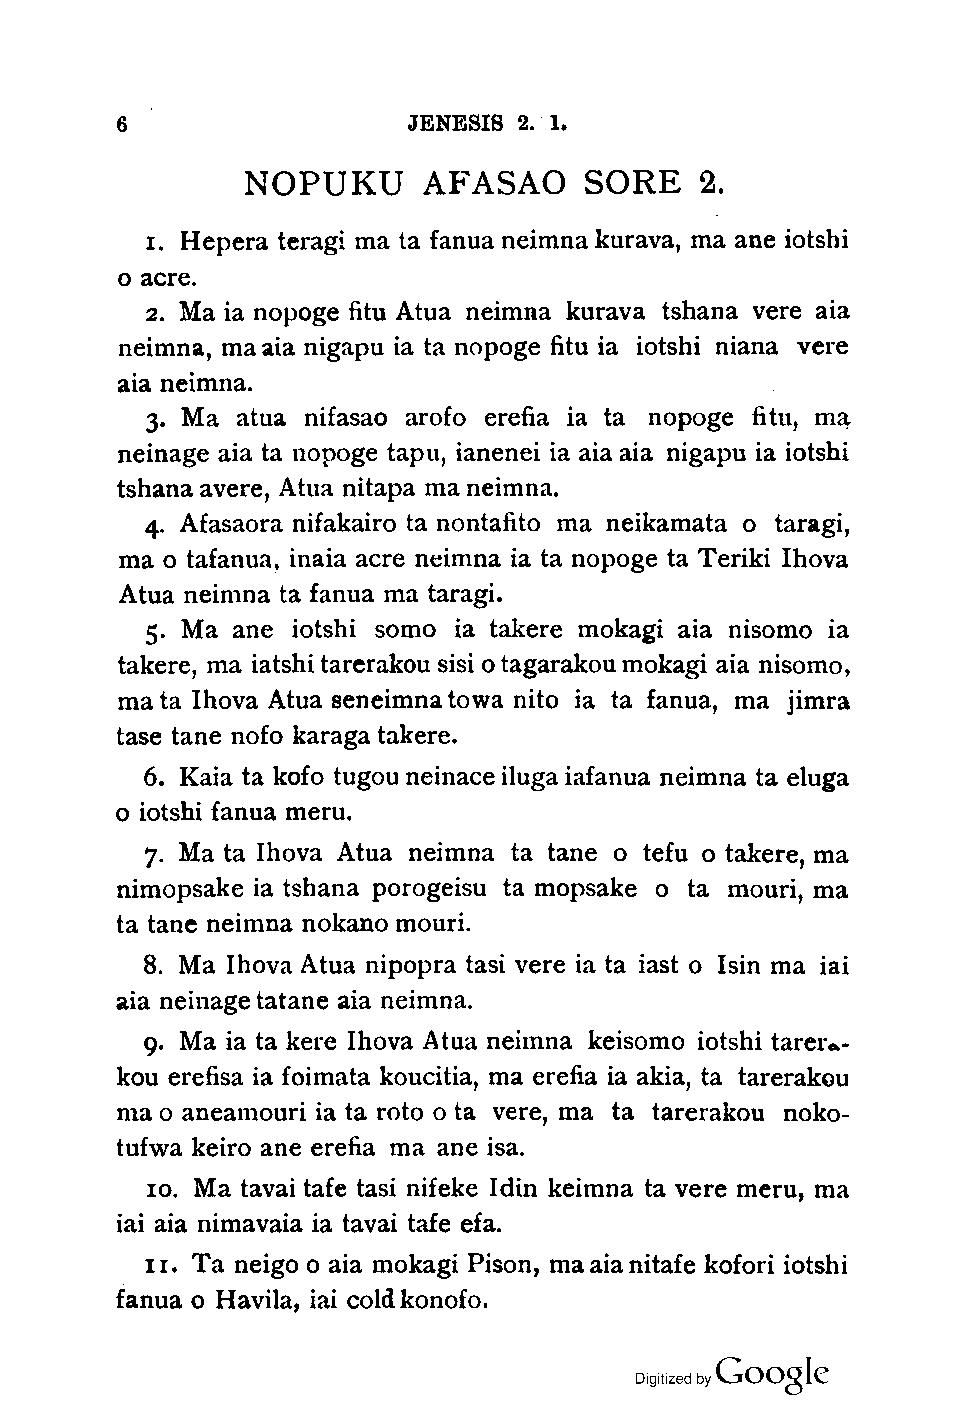 6 JENESIS 2. 1.
NOPUKU AFASAO SORE 2.
1. Hepera teragi ma ta fanua neimna kurava, ma ane iotshi
o acre.
2. Ma ia nopoge fitu Atua neimna kurava tshana vere aia
neimna, ma aia nigapu ia ta nopoge fitu ia iotshi niana vere
aia neimna.
3. Ma atua nifasao arofo erefia ia ta nopoge fitu, ma
neinage aia ta nopoge tapu, ianenei ia aia aia nigapu ia iotshi
tshana avere, Atua nitapa ma neimna.
4. Afasaora nifakairo ta nontafito ma neikamata o taragi,
ma o tafanua, inaia acre neimna ia ta nopoge ta Teriki Ihova
Atua neimna ta fanua ma taragi.
5. Ma ane iotshi somo ia takere mokagi aia nisomo ia
takere, ma iatshi tarerakou sisi o tagarakou mokagi aia nisomo,
ma ta Ihova Atua seneimna towa nito ia ta fanua, ma jimra
tase tane nofo karaga takere.
6. Kaia ta kofo tugou neinace iluga iafanua neimna ta eluga
o iotshi fanua meru.
7. Ma ta Ihova Atua neimna ta tane o tefu o takere, ma
nimopsake ia tshana porogeisu ta mopsake o ta mouri, ma
ta tane neimna nokano mouri.
8. Ma Ihova Atua nipopra tasi vere ia ta iast o Isin ma iai
aia neinage tatane aia neimna.
9. Ma ia ta kere Ihova Atua neimna keisomo iotshi tarera-
kou erefisa ia foimata koucitia, ma erefia ia akia, ta tarerakou
ma o aneamouri ia ta roto o ta vere, ma ta tarerakou noko-
tufwa keiro ane erefia ma ane isa.
10. Ma tavai tafe tasi nifeke Idin keimna ta vere meru, ma
iai aia nimavaia ia tavai tafe efa.
11. Ta neigo o aia mokagi Pison, ma aia nitafe kofori iotshi
fanua o Havila, iai cold konofo.
Digitized by Google